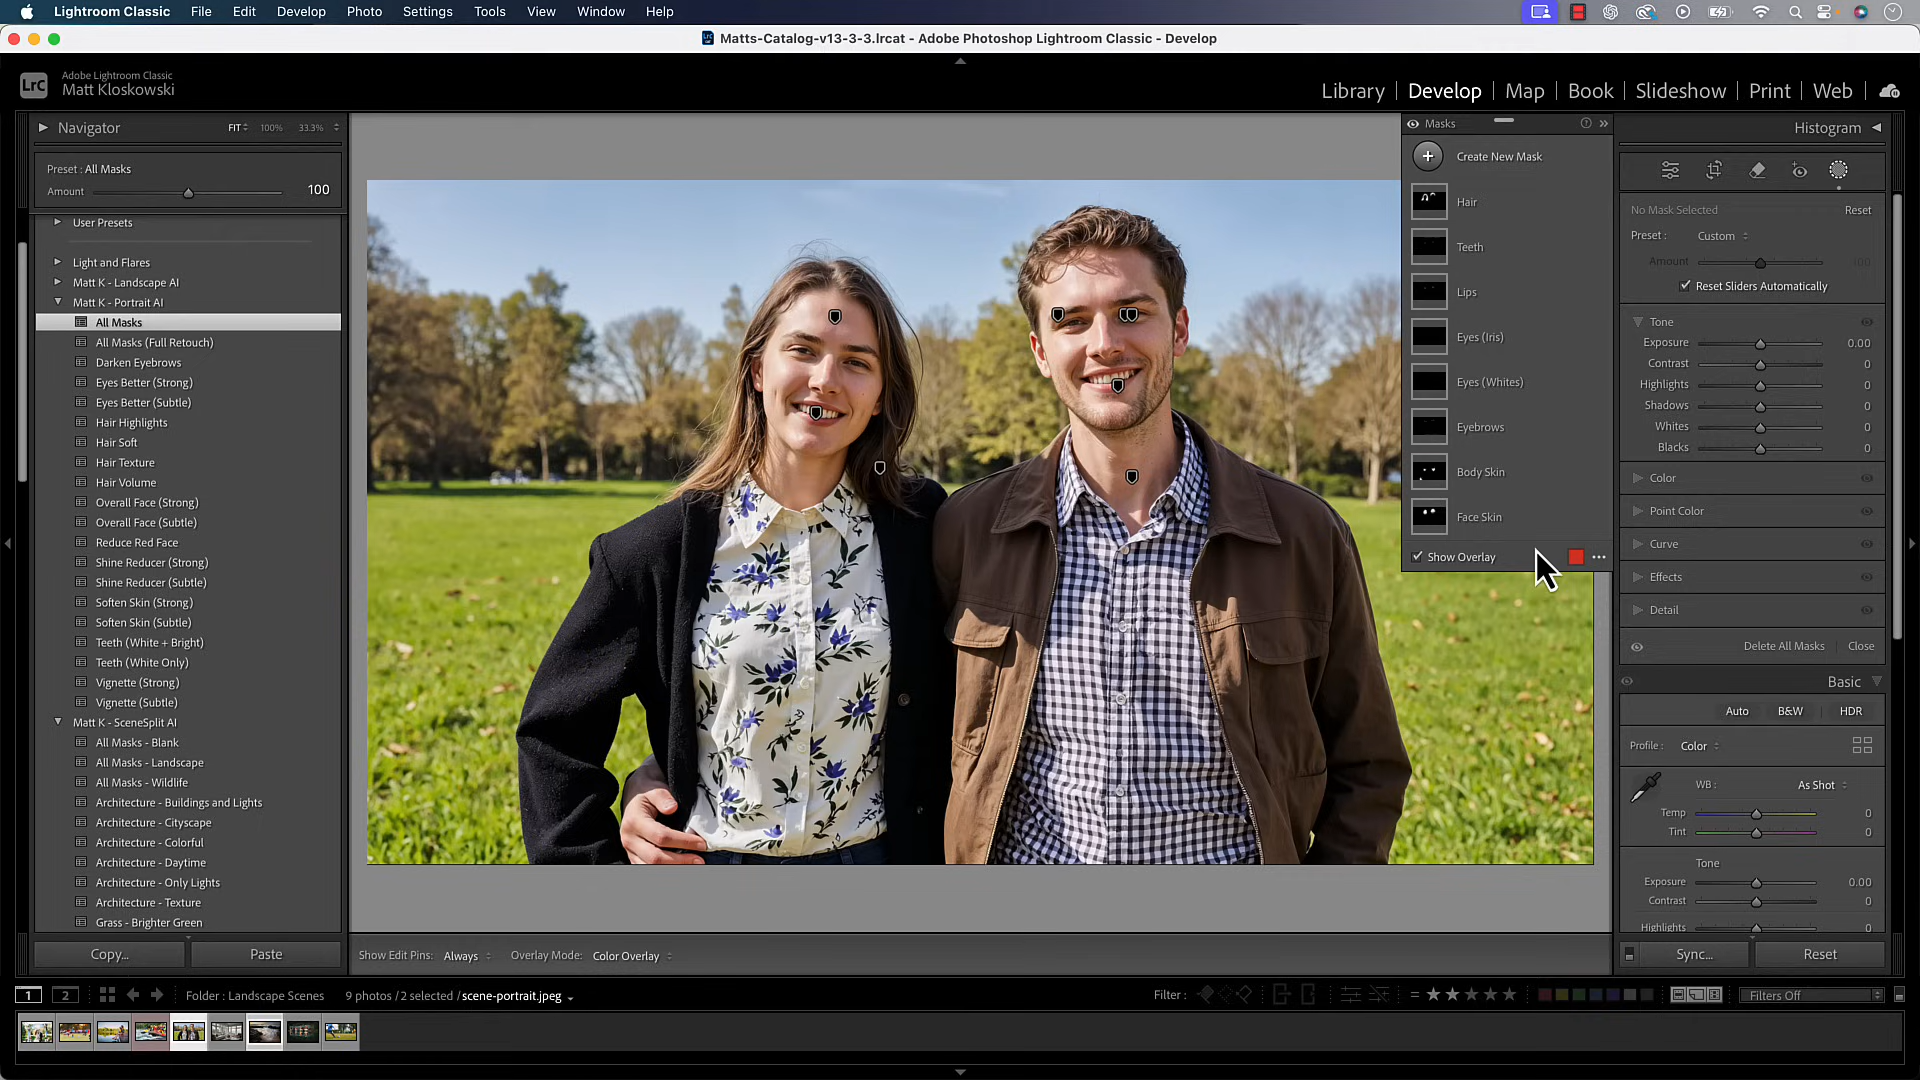 Lightroom Classic File Edit Develop Photo Settings Tools View Window Help
Matts-Catalog-v13-3-3.lrcat - Adobe Photoshop Lightroom Classic - Develop
LrC
Adobe Lightroom Classic
Matt Kloskowski
Library | Develop | Map | Book | Slideshow | Print | Web
Navigator FIT 100% 33.3%
Preset : All Masks
Amount 100
User Presets
Light and Flares
Matt K - Landscape AI
Matt K - Portrait AI
All Masks
All Masks (Full Retouch)
Darken Eyebrows
Eyes Better (Strong)
Eyes Better (Subtle)
Hair Highlights
Hair Soft
Hair Texture
Hair Volume
Overall Face (Strong)
Overall Face (Subtle)
Reduce Red Face
Shine Reducer (Strong)
Shine Reducer (Subtle)
Soften Skin (Strong)
Soften Skin (Subtle)
Teeth (White + Bright)
Teeth (White Only)
Vignette (Strong)
Vignette (Subtle)
Matt K - SceneSplit AI
All Masks - Blank
All Masks - Landscape
All Masks - Wildlife
Architecture - Buildings and Lights
Architecture - Cityscape
Architecture - Colorful
Architecture - Daytime
Architecture - Only Lights
Architecture - Texture
Grass - Brighter Green
Copy... Paste
Masks
Create New Mask
Hair
Teeth
Lips
Eyes (Iris)
Eyes (Whites)
Eyebrows
Body Skin
Face Skin
Show Overlay
Histogram
No Mask Selected Reset
Preset : Custom
Amount 100
Reset Sliders Automatically
Tone
Exposure 0.00
Contrast 0
Highlights 0
Shadows 0
Whites 0
Blacks 0
Color
Point Color
Curve
Effects
Detail
Delete All Masks Close
Basic
Auto B&W HDR
Profile : Color
WB : As Shot
Temp 0
Tint 0
Tone
Exposure 0.00
Contrast 0
Highlights 0
Sync... Reset
Show Edit Pins: Always Overlay Mode: Color Overlay
1 2 Folder : Landscape Scenes 9 photos / 2 selected / scene-portrait.jpeg Filter : Filters Off